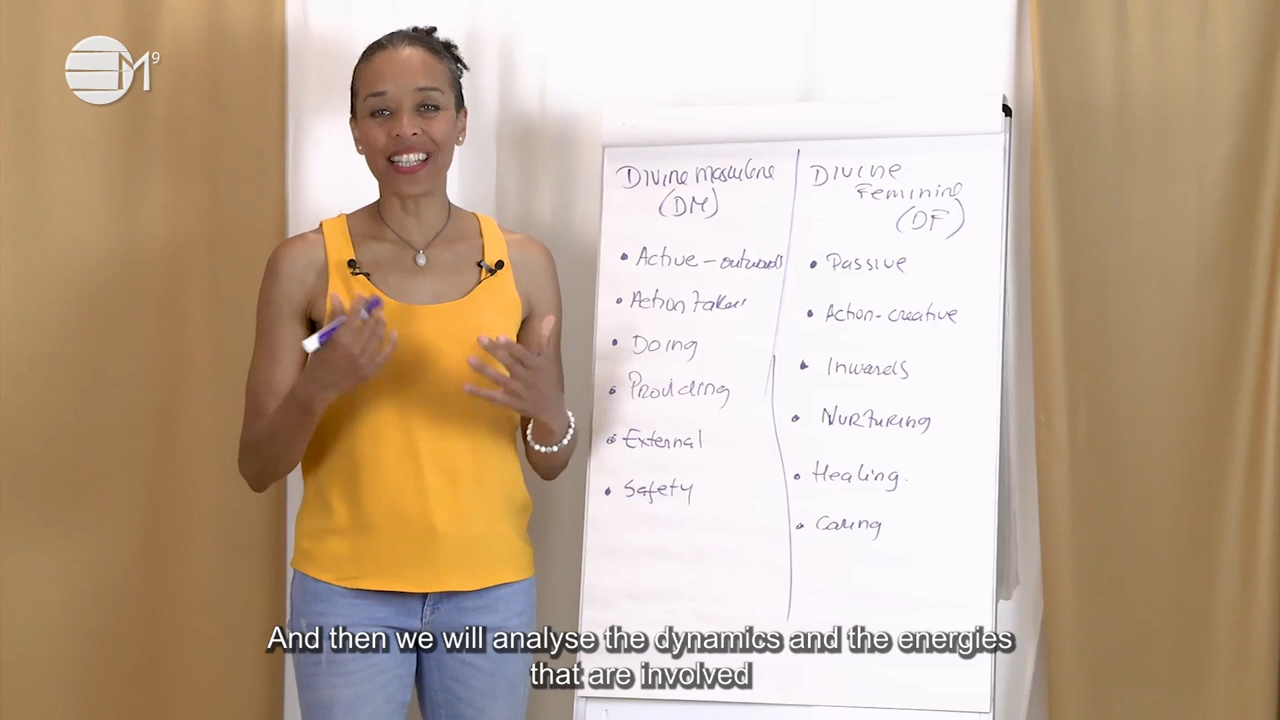 EM9
Divine masculine
(DM)
• Active – outwards
• Action taker
• Doing
• Providing
• External
• Safety
Divine
Feminine
(DF)
• Passive
• Action-creative
• Inwards
• Nurturing
• Healing.
• Caring
And then we will analyse the dynamics and the energies
that are involved